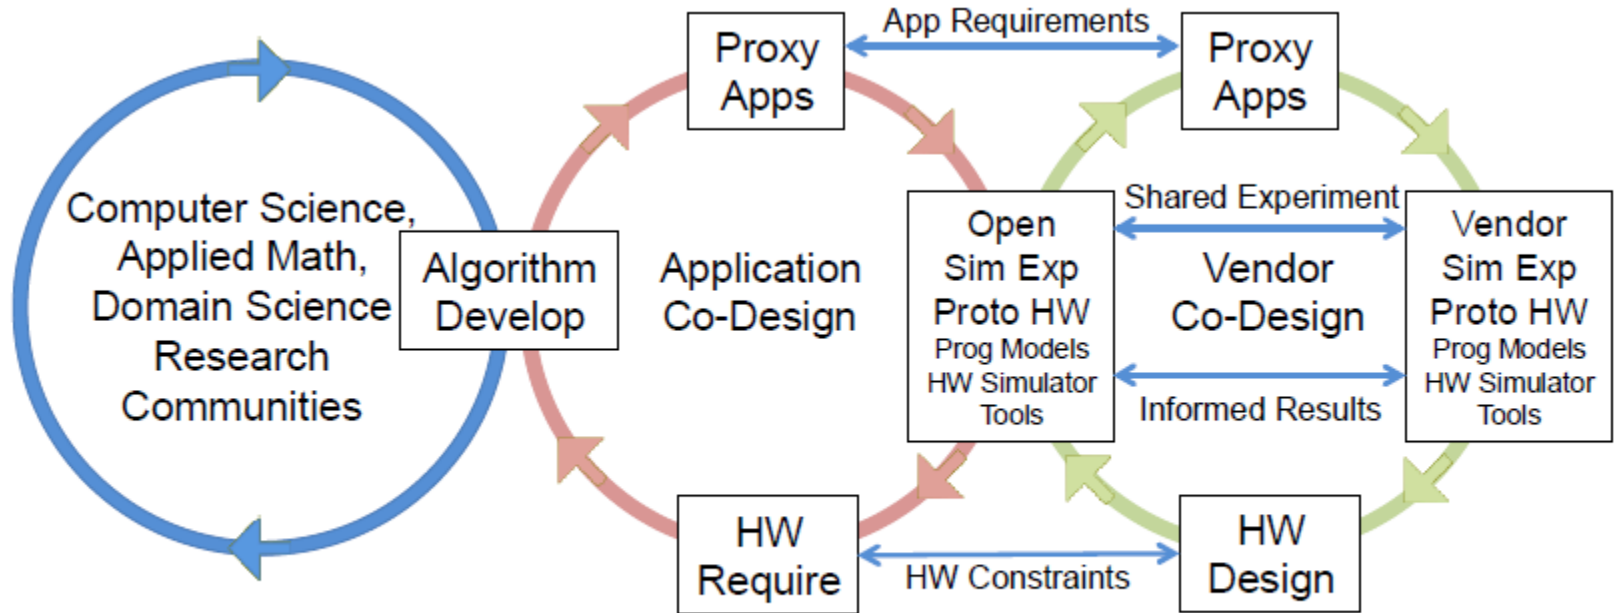 Computer Science,
Applied Math,
Domain Science
Research
Communities
Algorithm
Develop
Proxy
Apps
Application
Co-Design
HW
Require
App Requirements
Open
Sim Exp
Proto HW
Prog Models
HW Simulator
Tools
Shared Experiment
Vendor
Co-Design
Informed Results
HW Constraints
Proxy
Apps
Vendor
Sim Exp
Proto HW
Prog Models
HW Simulator
Tools
HW
Design